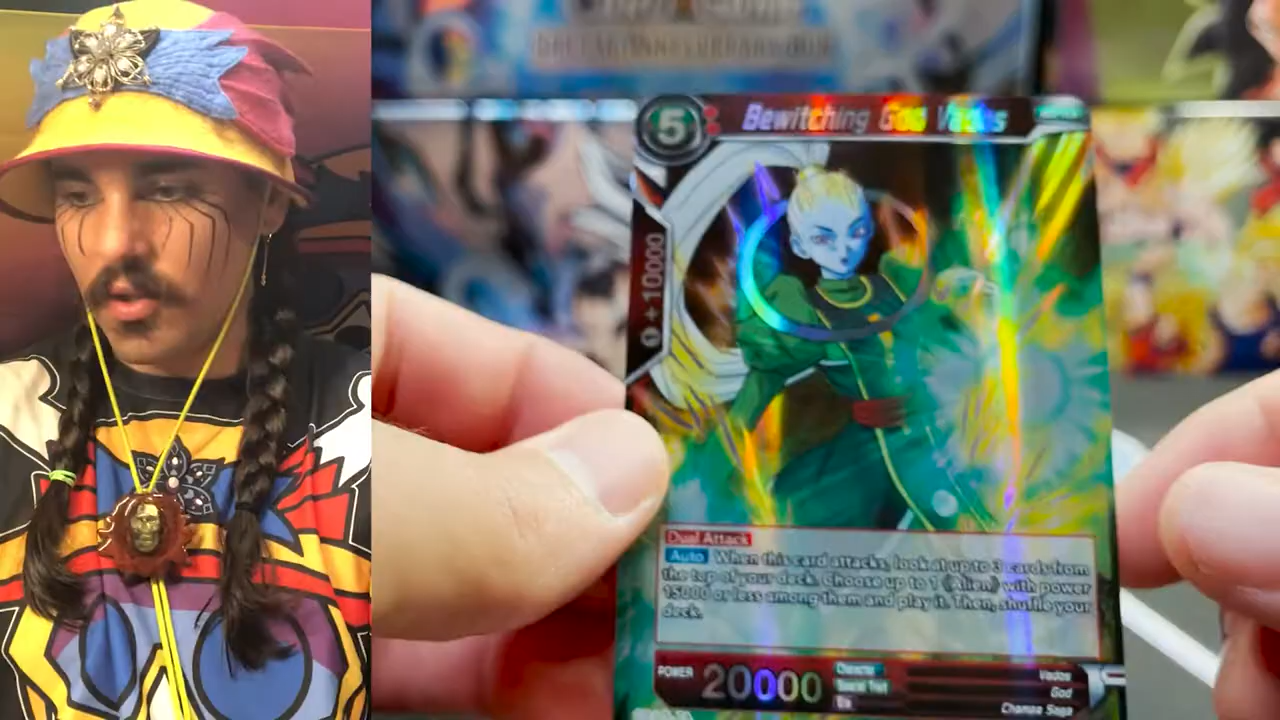 5
Bewitching God Vados
+10000
Dual Attack
Auto When this card attacks, look at up to 3 cards from
the top of your deck, choose up to 1 《Alien》 with power
15000 or less among them and play it. Then, shuffle your
deck.
POWER 20000
Character Vados
Special Trait God
Era Champa Saga